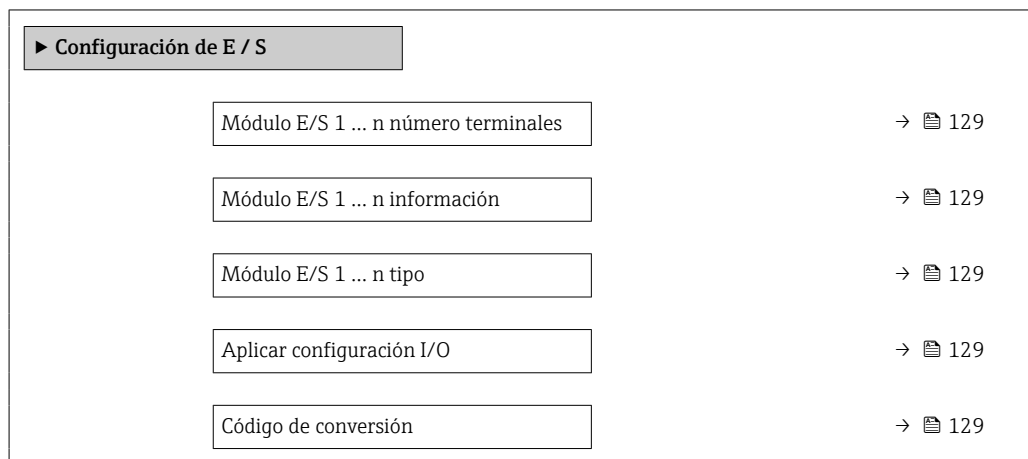 ▶ Configuración de E / S
Módulo E/S 1 ... n número terminales → 129
Módulo E/S 1 ... n información → 129
Módulo E/S 1 ... n tipo → 129
Aplicar configuración I/O → 129
Código de conversión → 129